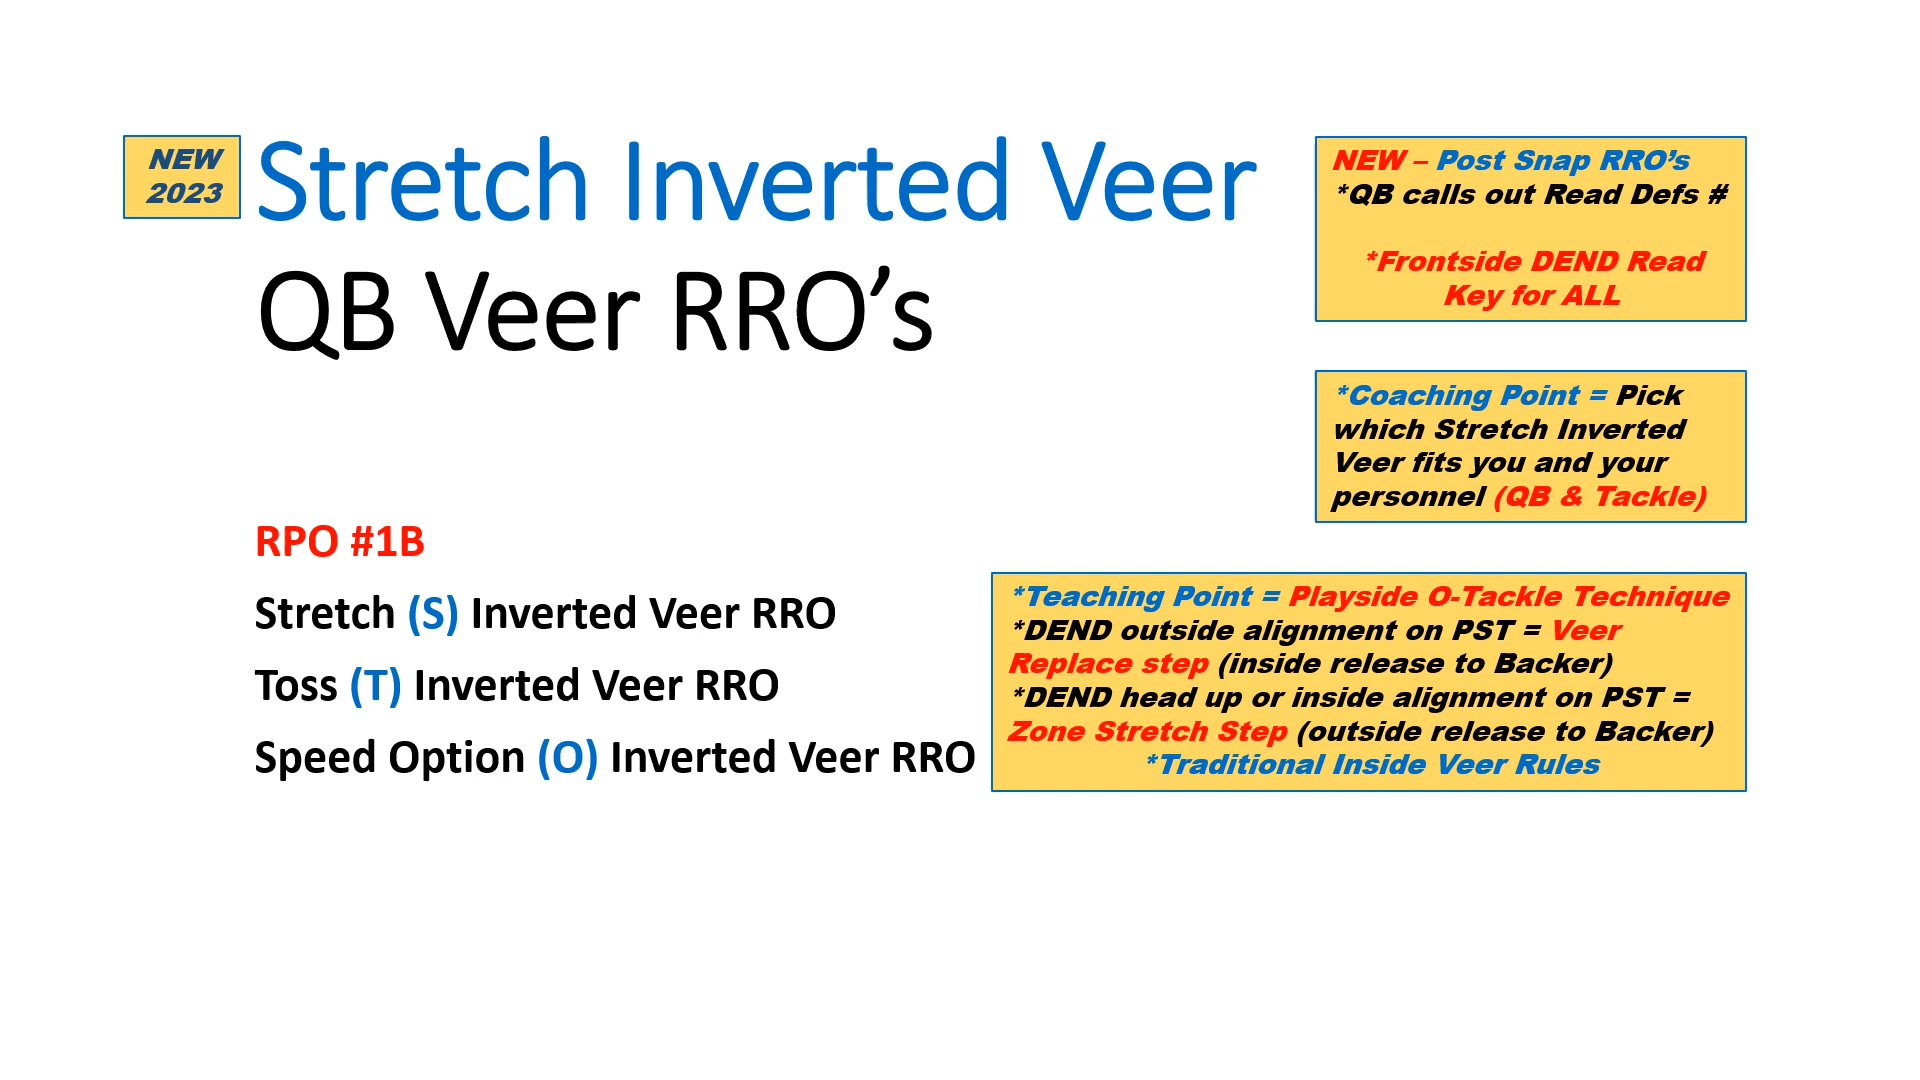 NEW
2023
Stretch Inverted Veer
QB Veer RRO’s
RPO #1B
Stretch (S) Inverted Veer RRO
Toss (T) Inverted Veer RRO
Speed Option (O) Inverted Veer RRO
NEW – Post Snap RRO’s
*QB calls out Read Defs #
*Frontside DEND Read
Key for ALL
*Coaching Point = Pick
which Stretch Inverted
Veer fits you and your
personnel (QB & Tackle)
*Teaching Point = Playside O-Tackle Technique
*DEND outside alignment on PST = Veer
Replace step (inside release to Backer)
*DEND head up or inside alignment on PST =
Zone Stretch Step (outside release to Backer)
*Traditional Inside Veer Rules